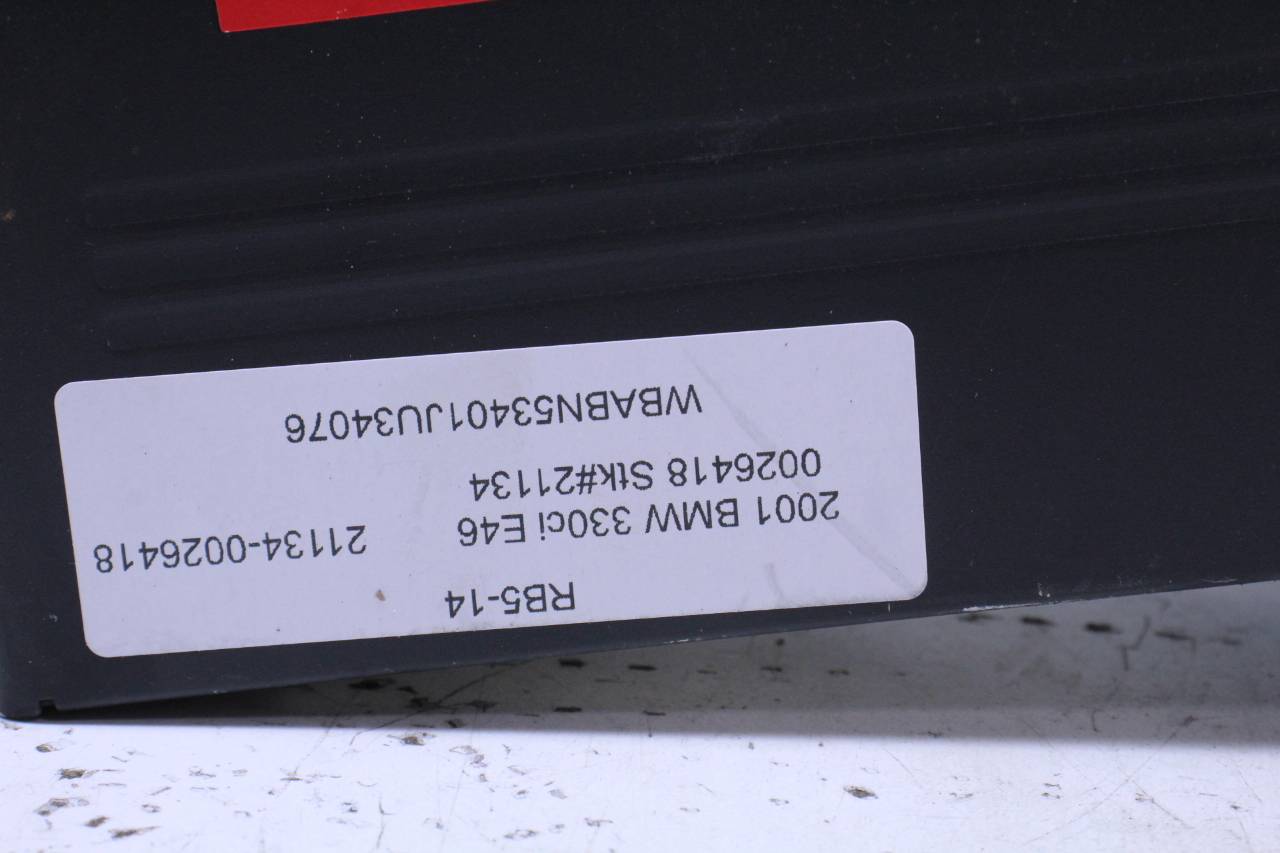 RB5-14
2001 BMW 330ci E46 21134-0026418
0026418 Stk#21134
WBABN53401JU34076